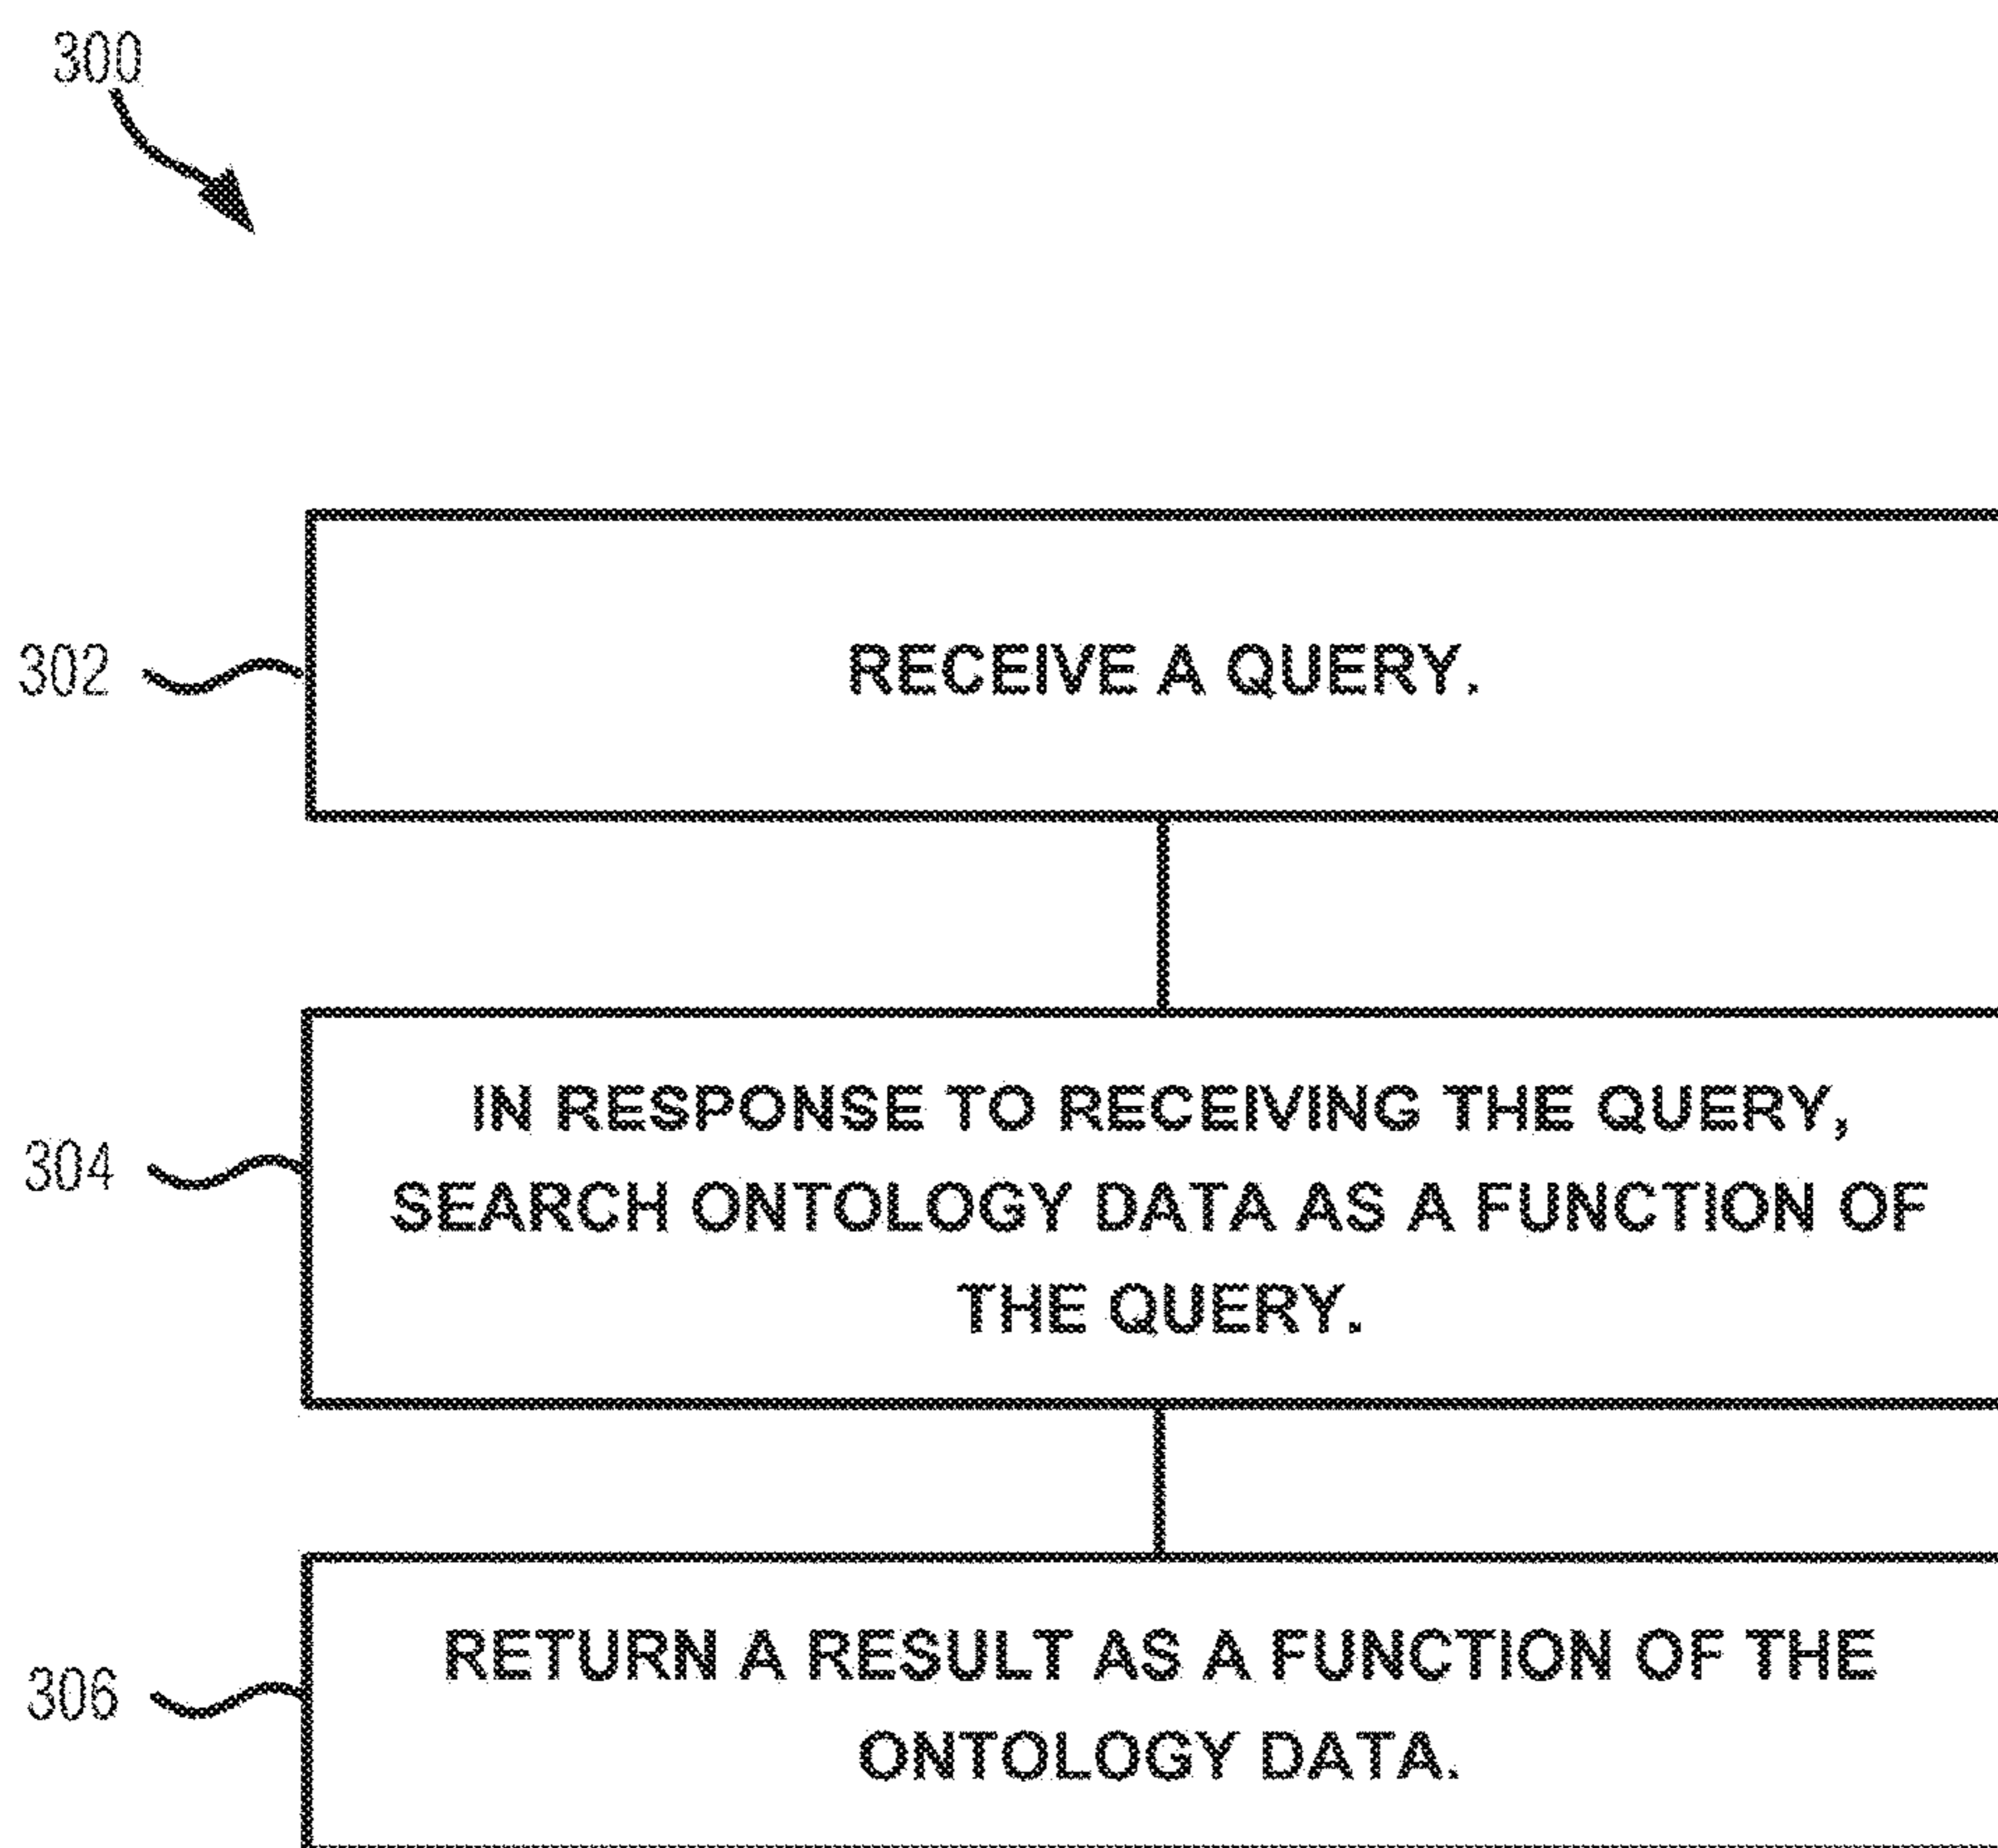 300
302
RECEIVE A QUERY.
304
IN RESPONSE TO RECEIVING THE QUERY,
SEARCH ONTOLOGY DATA AS A FUNCTION OF
THE QUERY.
306
RETURN A RESULT AS A FUNCTION OF THE
ONTOLOGY DATA.